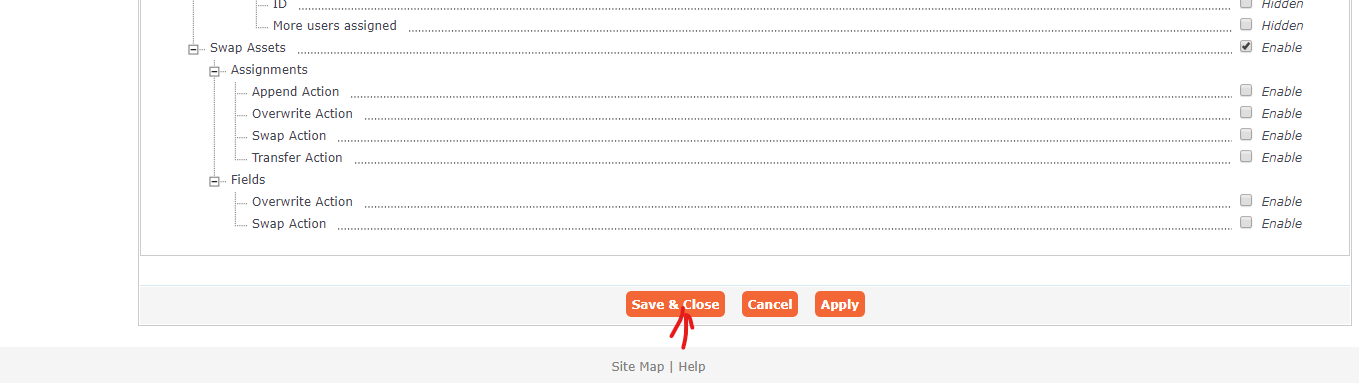 ID Hidden
More users assigned Hidden
Swap Assets Enable
Assignments
Append Action Enable
Overwrite Action Enable
Swap Action Enable
Transfer Action Enable
Fields
Overwrite Action Enable
Swap Action Enable
Save & Close Cancel Apply
Site Map | Help